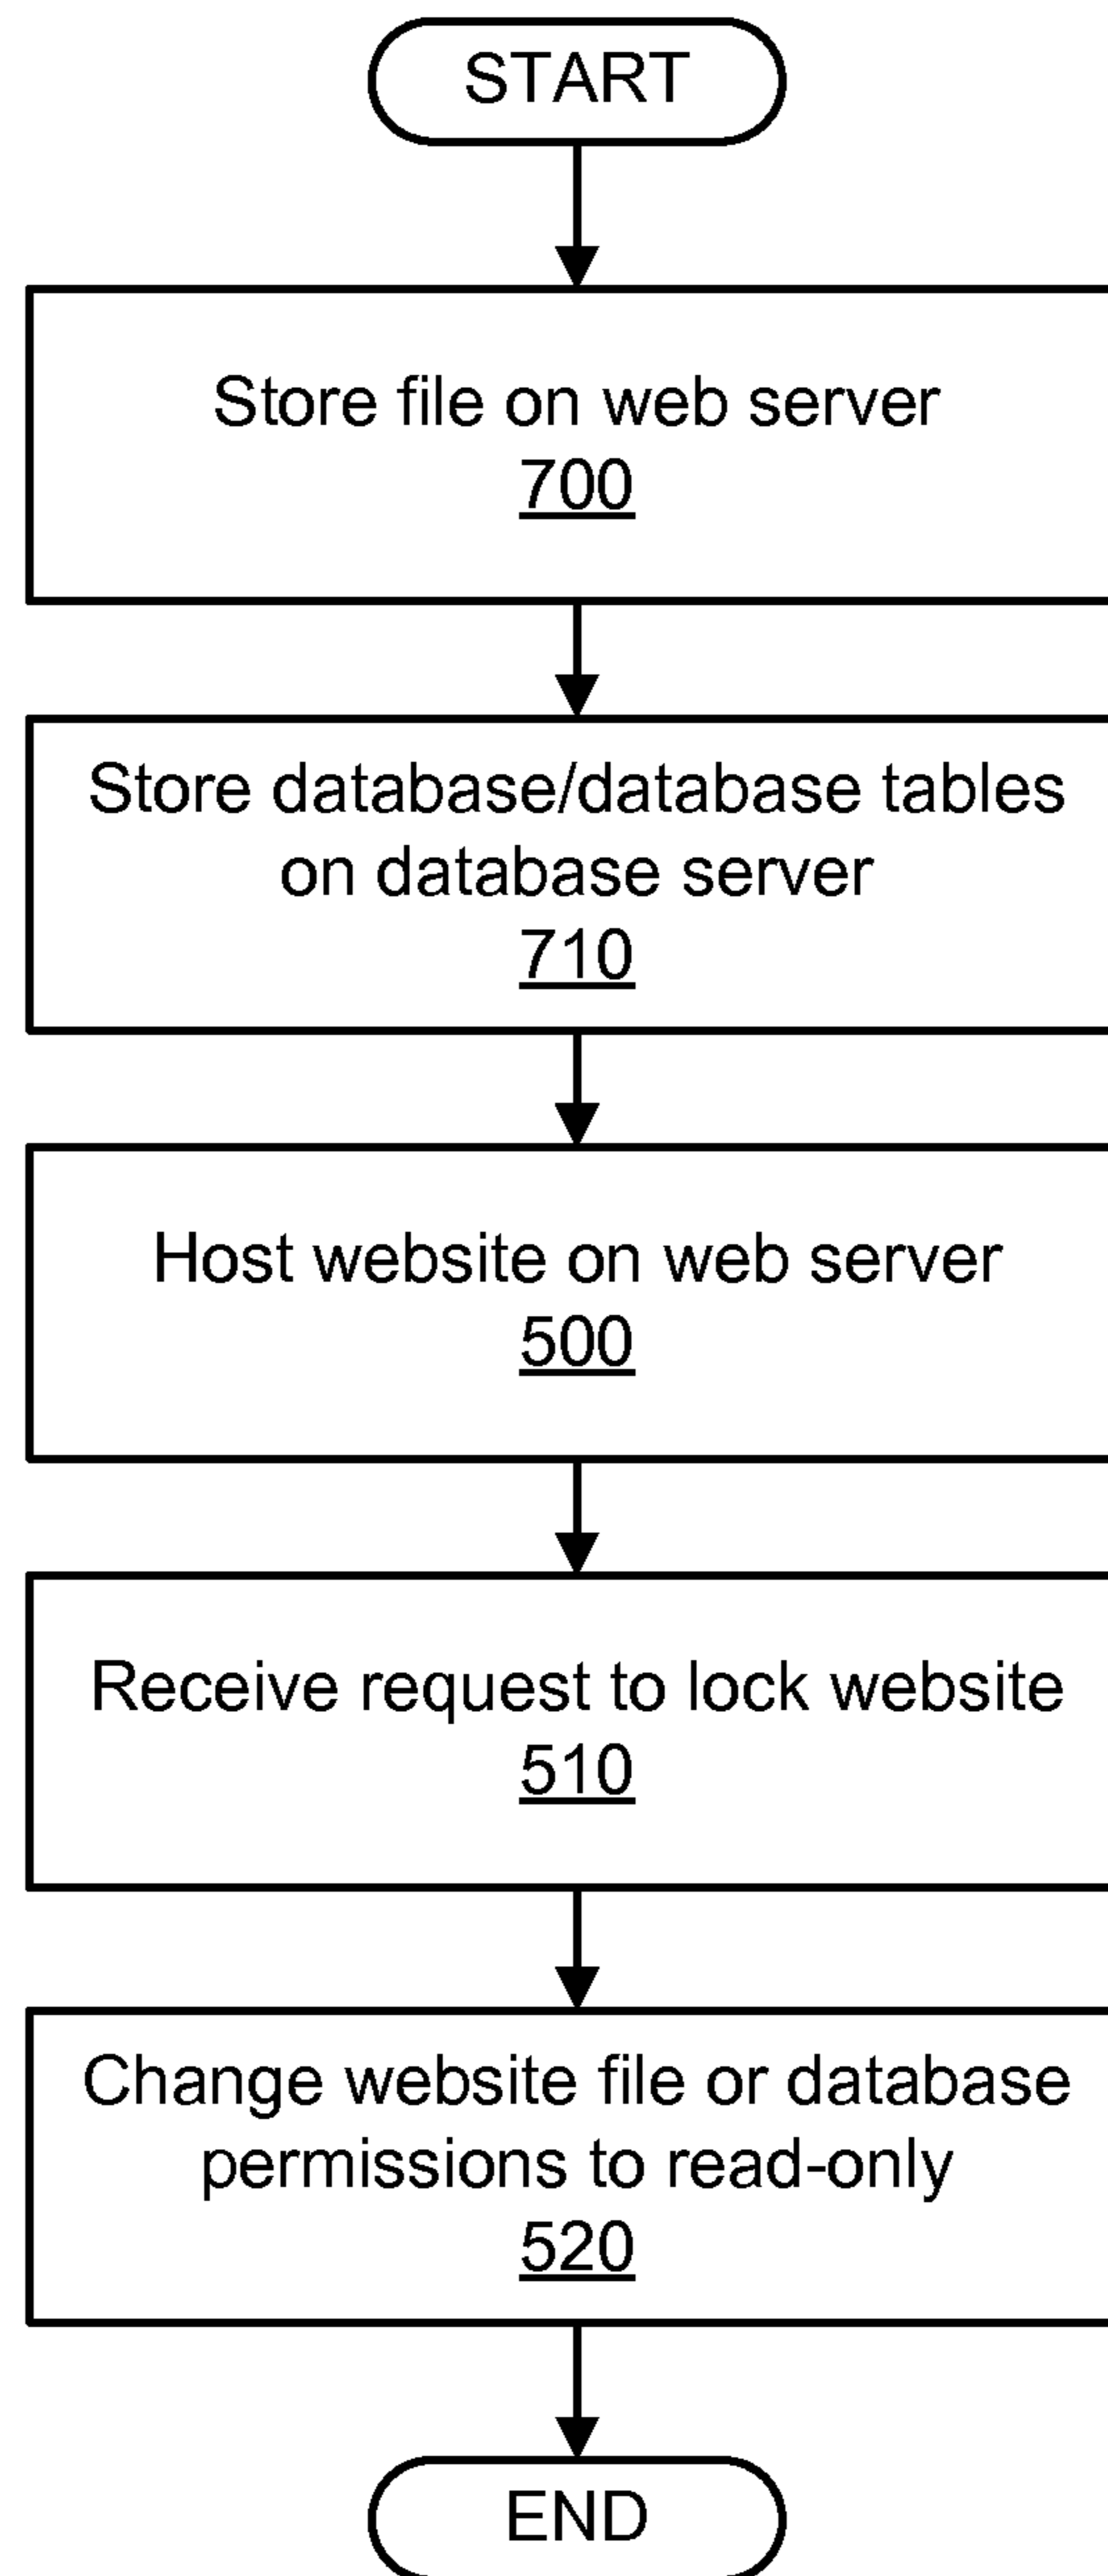 START
Store file on web server
700
Store database/database tables
on database server
710
Host website on web server
500
Receive request to lock website
510
Change website file or database
permissions to read-only
520
END